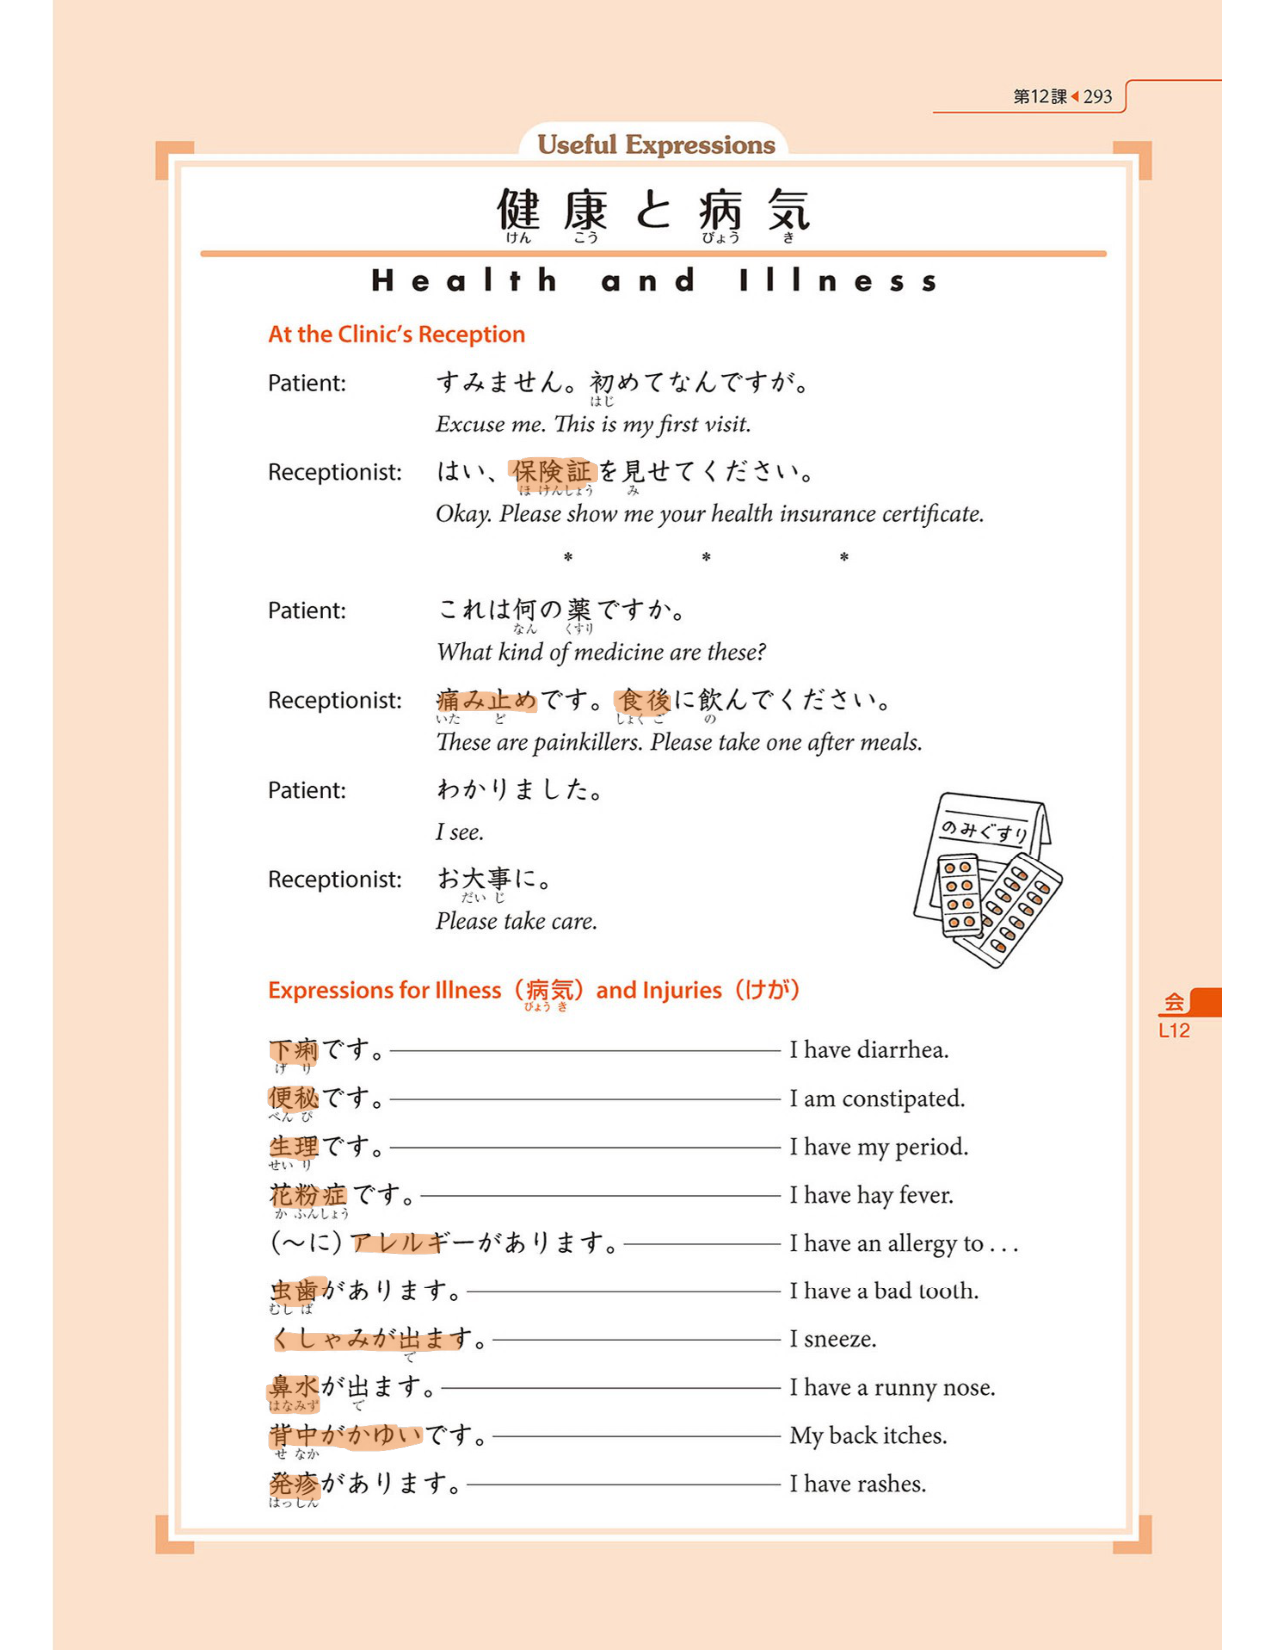 第12課◀293
Useful Expressions
健康と病気
けん こう びょう き
Health and Illness
At the Clinic's Reception
Patient: すみません。初めてなんですが。
はじ
Excuse me. This is my first visit.
Receptionist: はい、保険証を見せてください。
ほ けんしょう み
Okay. Please show me your health insurance certificate.
* * *
Patient: これは何の薬ですか。
なん くすり
What kind of medicine are these?
Receptionist: 痛み止めです。食後に飲んでください。
いた ど しょく ご の
These are painkillers. Please take one after meals.
Patient: わかりました。
I see.
のみぐすり
Receptionist: お大事に。
だい じ
Please take care.
Expressions for Illness（病気）and Injuries（けが）
びょう き
会
L12
下痢です。 I have diarrhea.
げ り
便秘です。 I am constipated.
べん ぴ
生理です。 I have my period.
せい り
花粉症です。 I have hay fever.
か ふんしょう
（〜に）アレルギーがあります。 I have an allergy to . . .
虫歯があります。 I have a bad tooth.
むし ば
くしゃみが出ます。 I sneeze.
で
鼻水が出ます。 I have a runny nose.
はなみず で
背中がかゆいです。 My back itches.
せ なか
発疹があります。 I have rashes.
はっしん